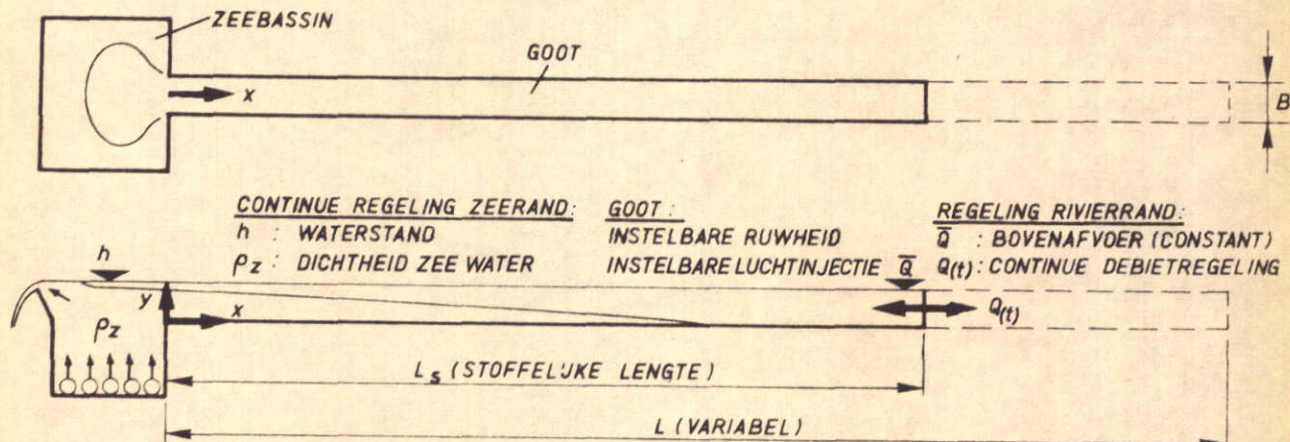 ZEEBASSIN
GOOT
x
B
CONTINUE REGELING ZEERAND:
h : WATERSTAND
ρz : DICHTHEID ZEE WATER
GOOT :
INSTELBARE RUWHEID
INSTELBARE LUCHTINJECTIE
REGELING RIVIERRAND:
Q̅ : BOVENAFVOER (CONSTANT)
Q(t) : CONTINUE DEBIETREGELING
h
y
Q̅
x
Q(t)
ρz
Ls (STOFFELIJKE LENGTE)
L (VARIABEL)